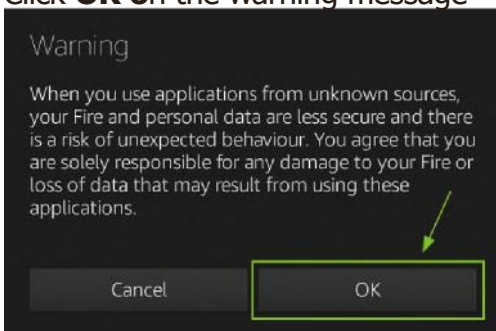 Click OK on the warning message
Warning
When you use applications from unknown sources,
your Fire and personal data are less secure and there
is a risk of unexpected behaviour. You agree that you
are solely responsible for any damage to your Fire or
loss of data that may result from using these
applications.
Cancel
OK